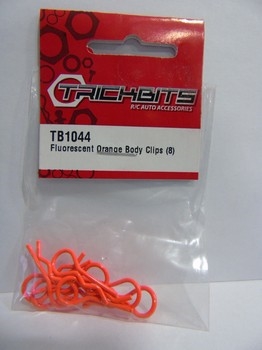 TRICKBITS
R/C AUTO ACCESSORIES
TB1044
Fluorescent Orange Body Clips (8)